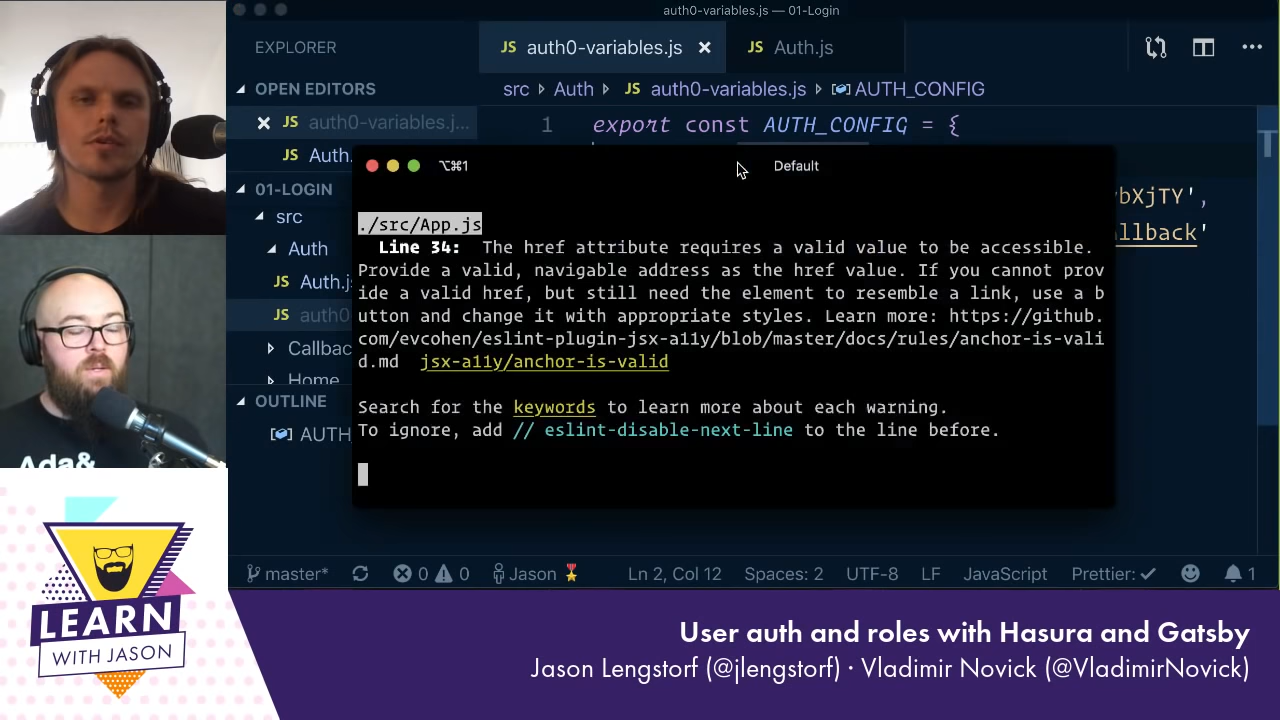 auth0-variables.js — 01-Login
EXPLORER
JS auth0-variables.js
JS Auth.js
OPEN EDITORS
src Auth JS auth0-variables.js AUTH_CONFIG
JS auth0-variables.j...
1 export const AUTH_CONFIG = {
JS Auth.
⌥⌘1 Default
01-LOGIN
bXjTY',
src
llback'
Auth
JS Auth.j
JS auth0
Callbac
Home
OUTLINE
AUTH
./src/App.js
Line 34: The href attribute requires a valid value to be accessible.
Provide a valid, navigable address as the href value. If you cannot prov
ide a valid href, but still need the element to resemble a link, use a b
utton and change it with appropriate styles. Learn more: https://github.
com/evcohen/eslint-plugin-jsx-a11y/blob/master/docs/rules/anchor-is-vali
d.md jsx-a11y/anchor-is-valid
Search for the keywords to learn more about each warning.
To ignore, add // eslint-disable-next-line to the line before.
Ada&
master* 0 0 Jason Ln 2, Col 12 Spaces: 2 UTF-8 LF JavaScript Prettier: ✓ 1
LEARN
WITH JASON
User auth and roles with Hasura and Gatsby
Jason Lengstorf (@jlengstorf) · Vladimir Novick (@VladimirNovick)